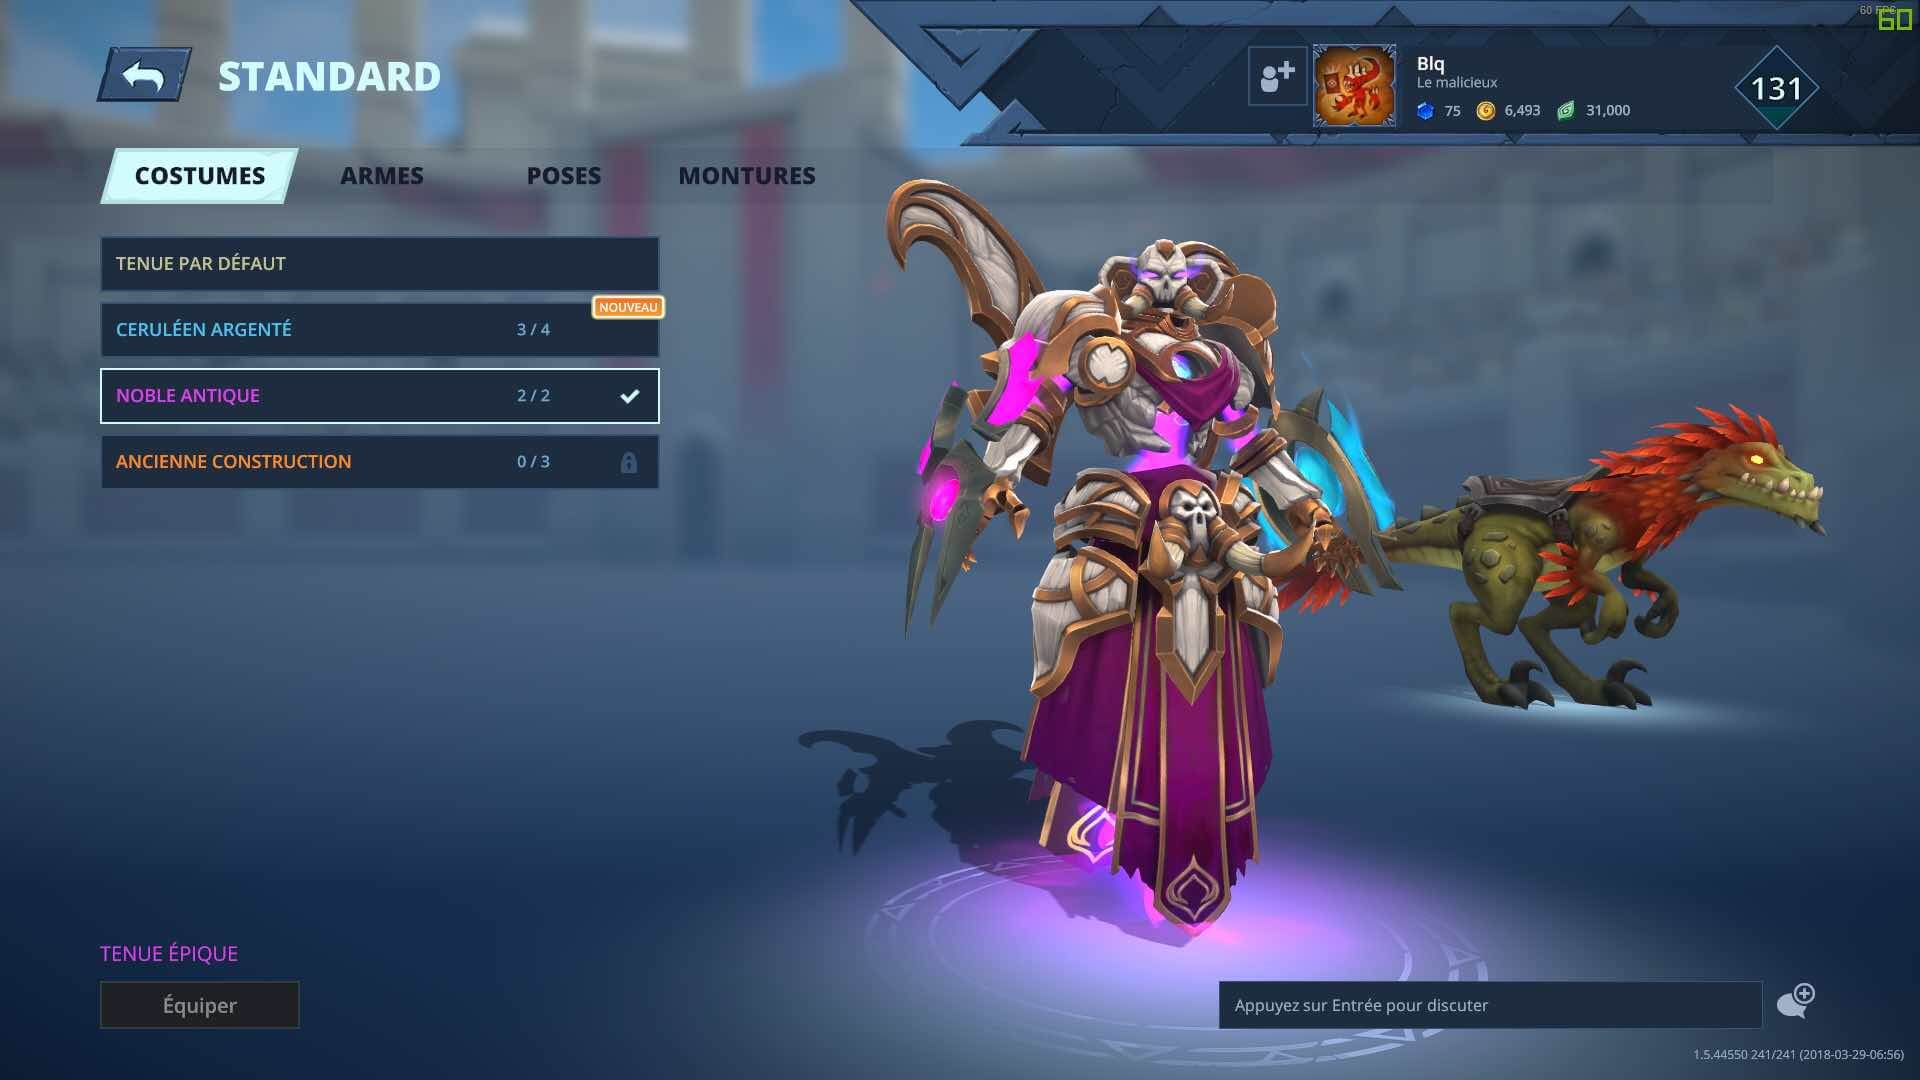 60 FPS
60
STANDARD
Blq
Le malicieux
75 6,493 31,000
131
COSTUMES ARMES POSES MONTURES
TENUE PAR DÉFAUT
NOUVEAU
CERULÉEN ARGENTÉ 3 / 4
NOBLE ANTIQUE 2 / 2
ANCIENNE CONSTRUCTION 0 / 3
TENUE ÉPIQUE
Équiper
Appuyez sur Entrée pour discuter
1.5.44550 241/241 (2018-03-29-06:56)